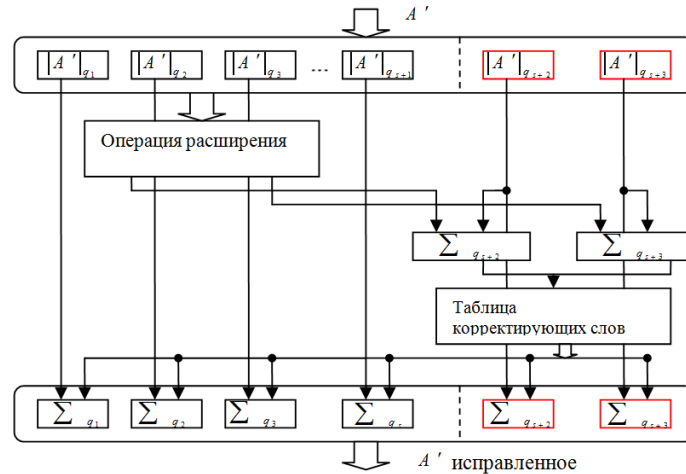 A′
|A′|q₁ |A′|q₂ |A′|q₃ ... |A′|qₛ₊₁ |A′|qₛ₊₂ |A′|qₛ₊₃
Операция расширения
∑ qₛ₊₂ ∑ qₛ₊₃
Таблица
корректирующих слов
∑ q₁ ∑ q₂ ∑ q₃ ∑ qₛ ∑ qₛ₊₂ ∑ qₛ₊₃
A′ исправленное